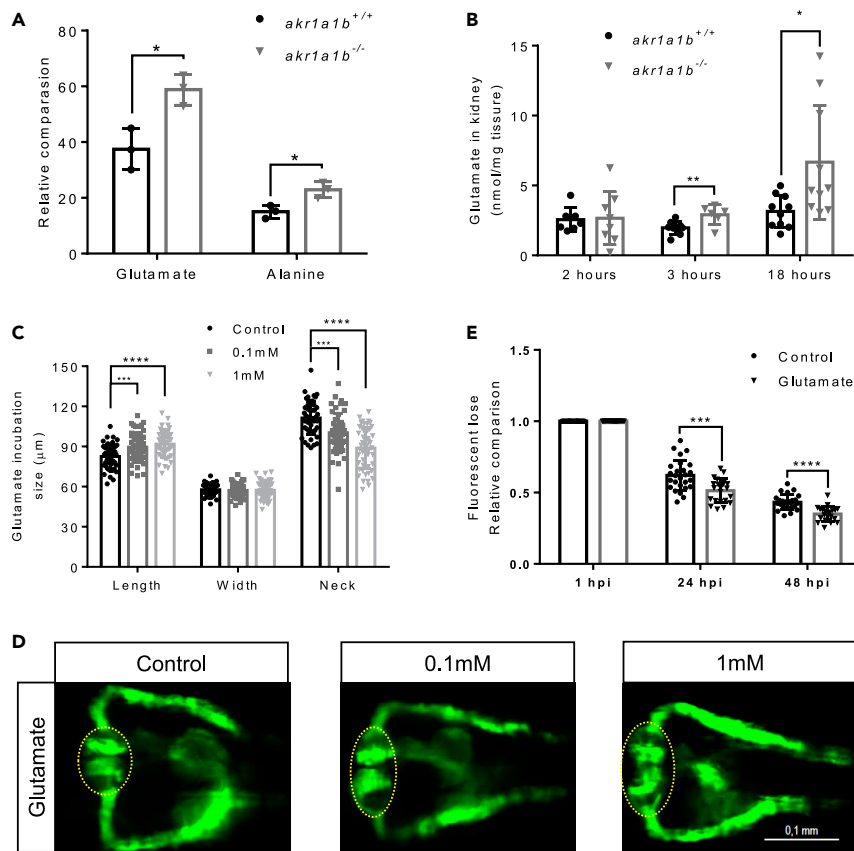 A
akr1a1b+/+
akr1a1b-/-
Relative comparasion
80
60
40
20
0
*
*
Glutamate
Alanine
B
akr1a1b+/+
akr1a1b-/-
Glutamate in kidney
(nmol/mg tissure)
15
10
5
0
**
*
2 hours
3 hours
18 hours
C
Control
0.1mM
1mM
Glutamate incubation
size (μm)
150
120
90
60
30
0
****
***
****
***
Length
Width
Neck
E
Control
Glutamate
Fluorescent lose
Relative comparison
1.5
1.0
0.5
0.0
***
****
1 hpi
24 hpi
48 hpi
D
Control
0.1mM
1mM
Glutamate
0,1 mm